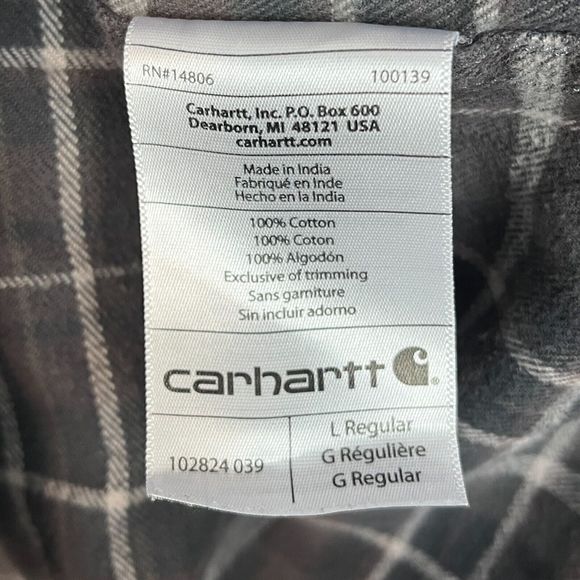 RN#14806 100139
Carhartt, Inc. P.O. Box 600
Dearborn, MI 48121 USA
carhartt.com
Made in India
Fabriqué en Inde
Hecho en la India
100% Cotton
100% Coton
100% Algodón
Exclusive of trimming
Sans garniture
Sin incluir adorno
carhartt
102824 039
L Regular
G Régulière
G Regular